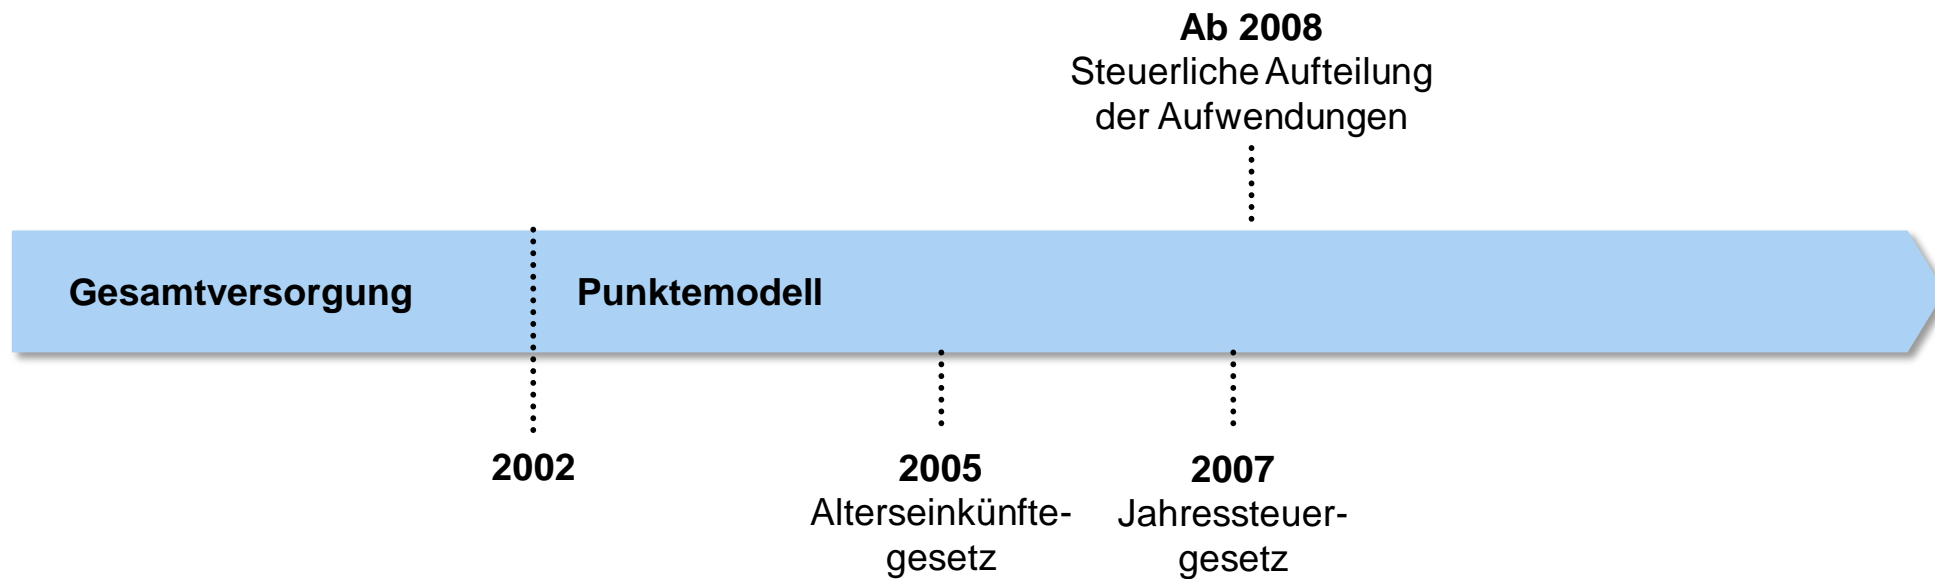 Ab 2008
Steuerliche Aufteilung
der Aufwendungen
Gesamtversorgung
Punktemodell
2002
2005
Alterseinkünfte-
gesetz
2007
Jahressteuer-
gesetz